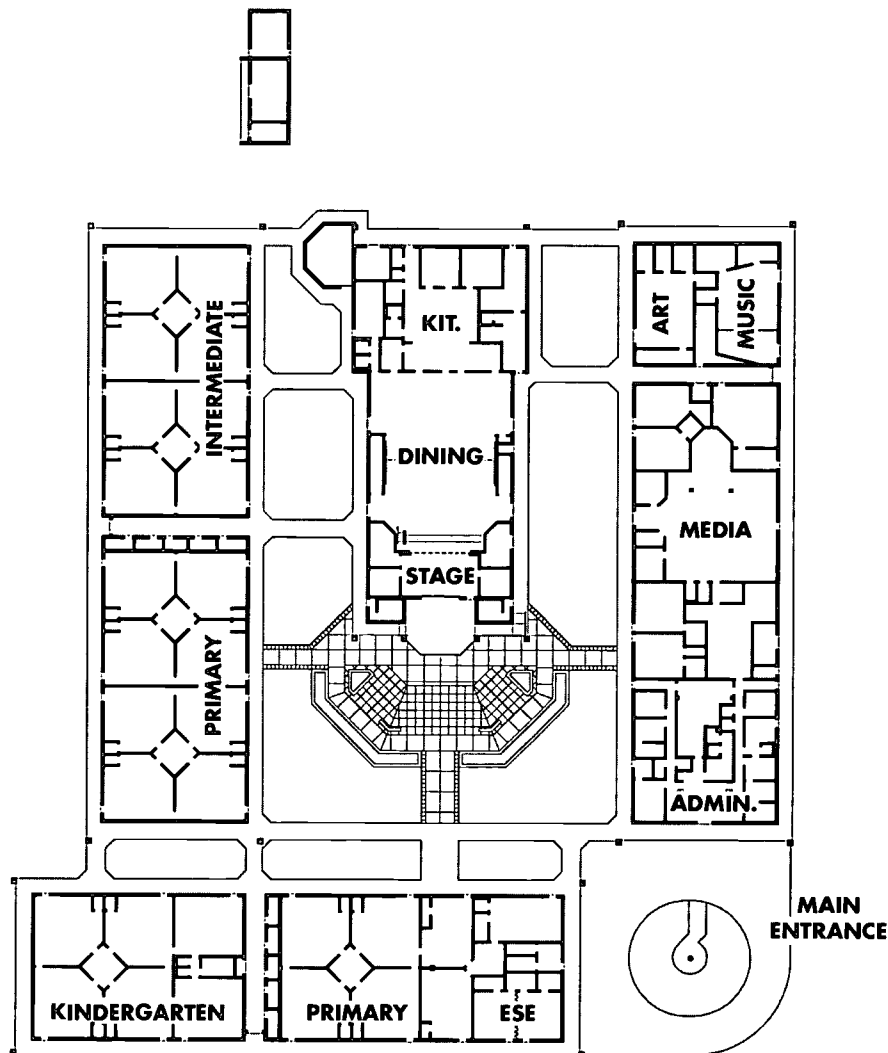 INTERMEDIATE
KIT.
ART
MUSIC
DINING
MEDIA
STAGE
PRIMARY
ADMIN.
MAIN
ENTRANCE
KINDERGARTEN
PRIMARY
ESE